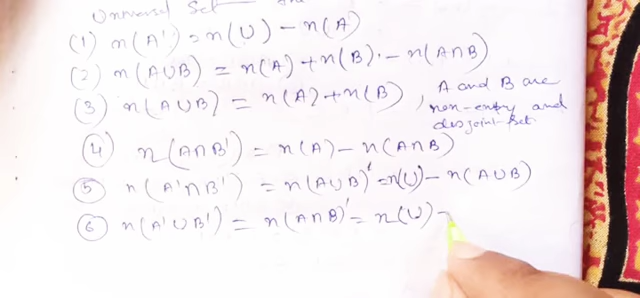 Universal Set
(1) n(A') = n(U) - n(A)
(2) n(A∪B) = n(A) + n(B) - n(A∩B)
(3) n(A∪B) = n(A) + n(B), A and B are
non-empty and
disjoint set
(4) n(A∩B') = n(A) - n(A∩B)
(5) n(A'∩B') = n(A∪B)' = n(U) - n(A∪B)
(6) n(A'∪B') = n(A∩B)' = n(U) -